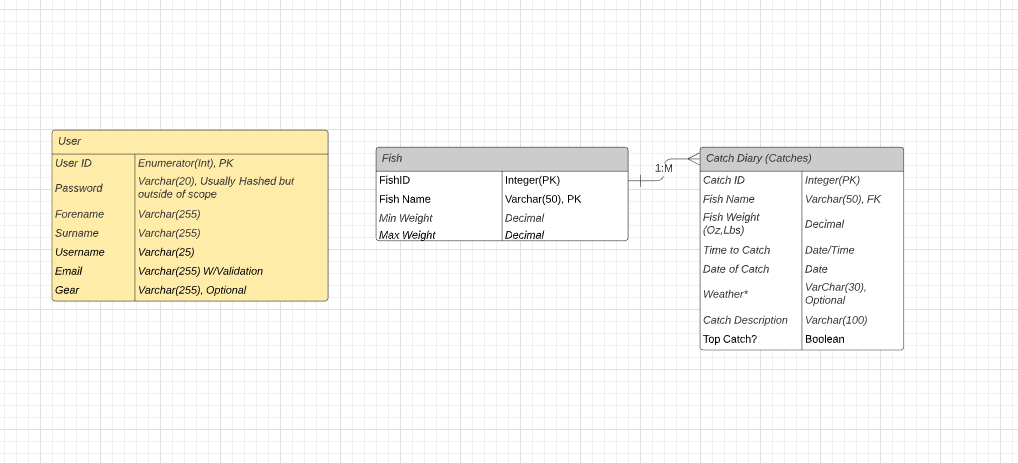 User
User ID Enumerator(Int), PK
Password Varchar(20), Usually Hashed but
outside of scope
Forename Varchar(255)
Surname Varchar(255)
Username Varchar(25)
Email Varchar(255) W/Validation
Gear Varchar(255), Optional
Fish
FishID Integer(PK)
Fish Name Varchar(50), PK
Min Weight Decimal
Max Weight Decimal
1:M
Catch Diary (Catches)
Catch ID Integer(PK)
Fish Name Varchar(50), FK
Fish Weight
(Oz,Lbs) Decimal
Time to Catch Date/Time
Date of Catch Date
Weather* VarChar(30),
Optional
Catch Description Varchar(100)
Top Catch? Boolean